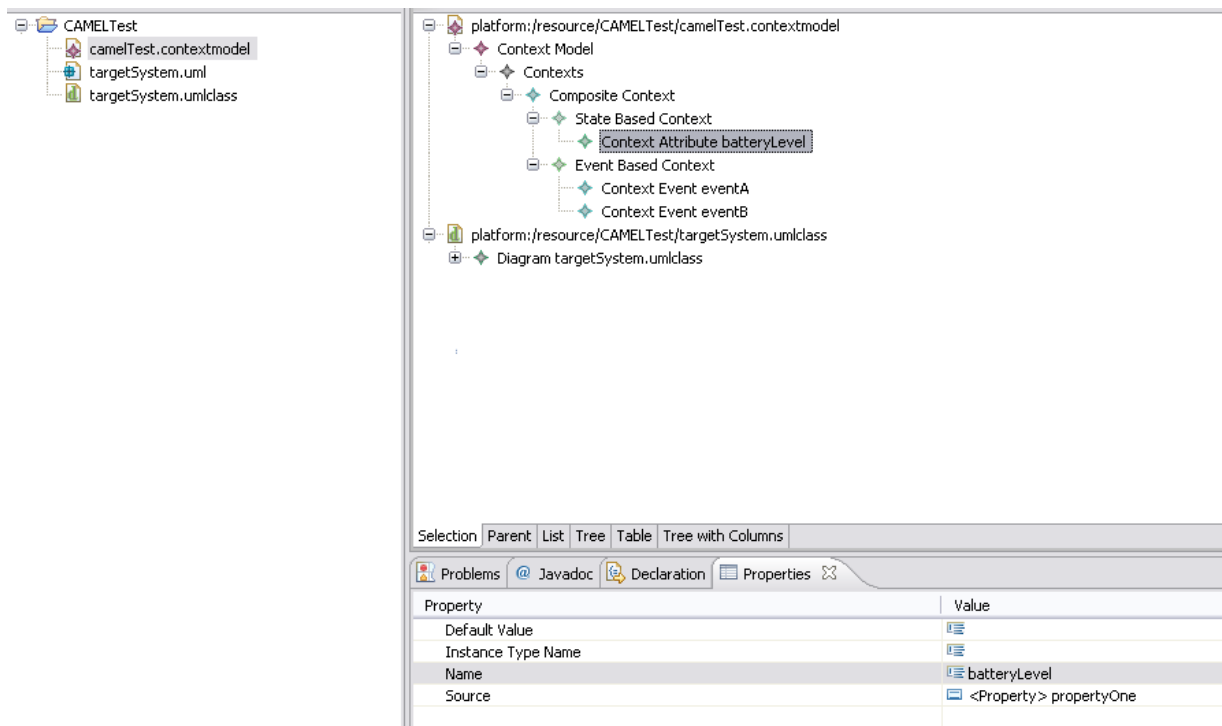 CAMELTest
camelTest.contextmodel
targetSystem.uml
targetSystem.umlclass
platform:/resource/CAMELTest/camelTest.contextmodel
Context Model
Contexts
Composite Context
State Based Context
Context Attribute batteryLevel
Event Based Context
Context Event eventA
Context Event eventB
platform:/resource/CAMELTest/targetSystem.umlclass
Diagram targetSystem.umlclass
Selection Parent List Tree Table Tree with Columns
Problems @ Javadoc Declaration Properties
Property Value
Default Value
Instance Type Name
Name batteryLevel
Source <Property> propertyOne